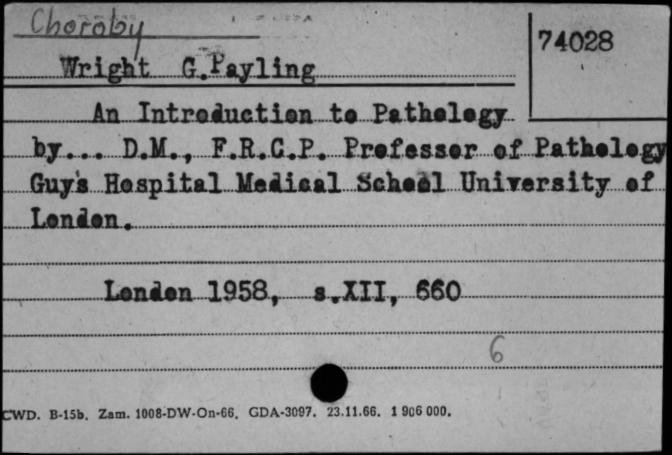 Choroby
74028
Wright G.Payling
An Introduction to Pathology
by... D.M., F.R.C.P. Professor of Pathology
Guy's Hospital Medical School University of
London.
London 1958, s.XII, 660
6
CWD. B-15b. Zam. 1008-DW-On-66. GDA-3097. 23.11.66. 1 906 000.